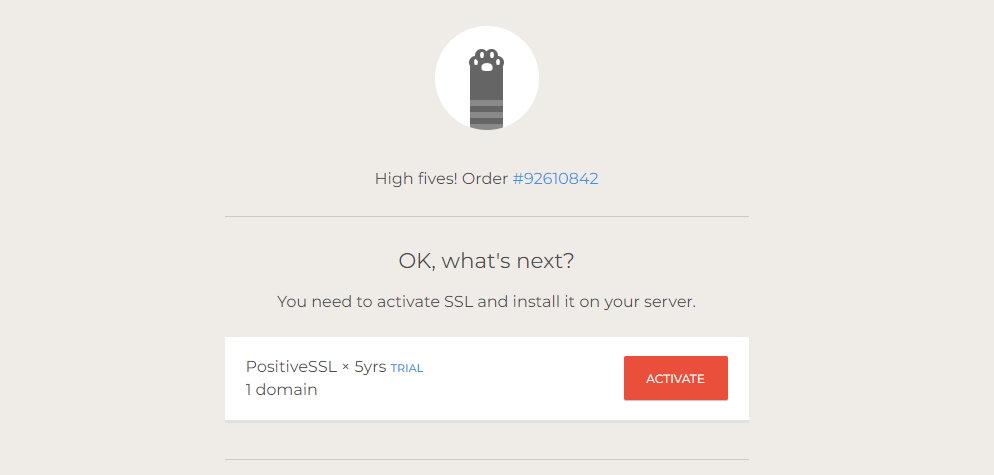 High fives! Order #92610842
OK, what's next?
You need to activate SSL and install it on your server.
PositiveSSL × 5yrs TRIAL
1 domain
ACTIVATE